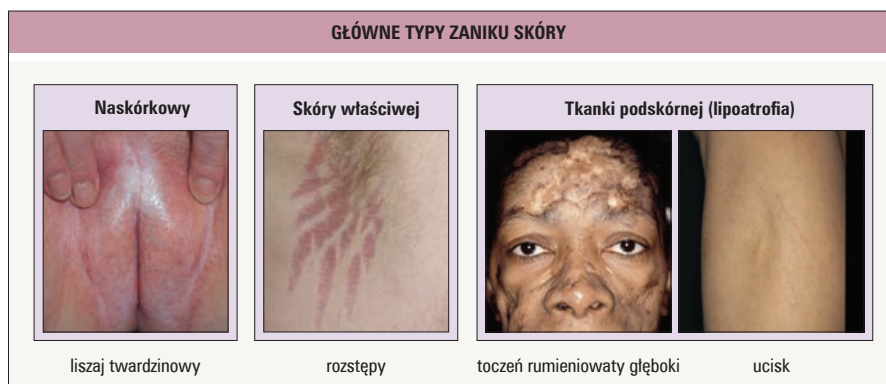 GŁÓWNE TYPY ZANIKU SKÓRY
Naskórkowy
Skóry właściwej
Tkanki podskórnej (lipoatrofia)
liszaj twardzinowy
rozstępy
toczeń rumieniowaty głęboki
ucisk